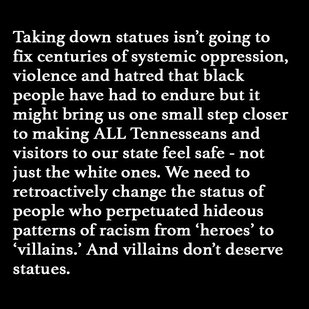 Taking down statues isn’t going to
fix centuries of systemic oppression,
violence and hatred that black
people have had to endure but it
might bring us one small step closer
to making ALL Tennesseans and
visitors to our state feel safe - not
just the white ones. We need to
retroactively change the status of
people who perpetuated hideous
patterns of racism from ‘heroes’ to
‘villains.’ And villains don’t deserve
statues.